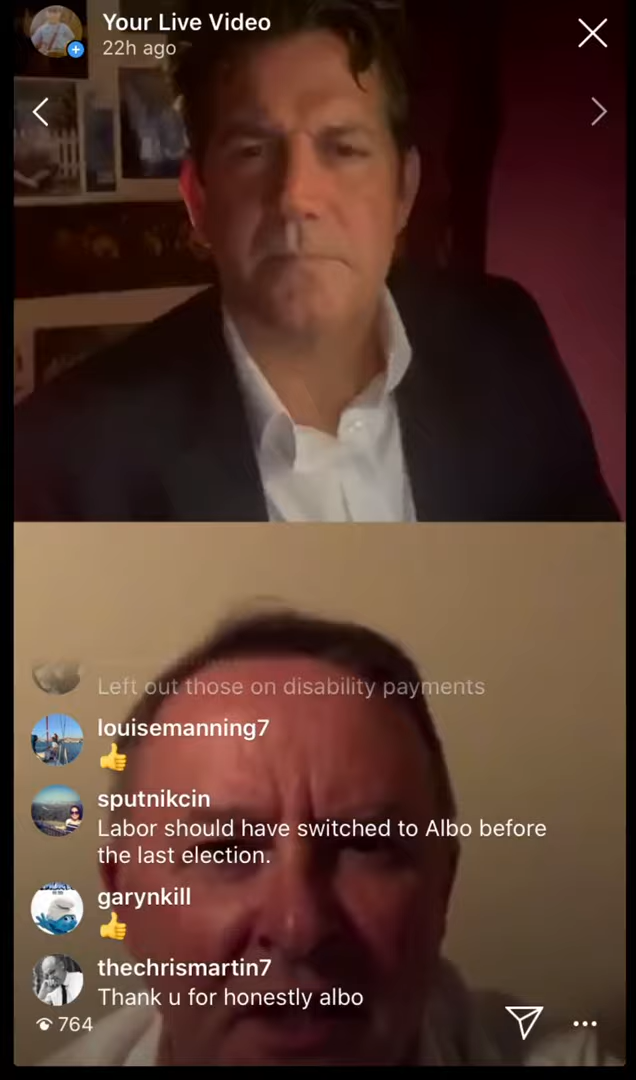 Your Live Video
22h ago
Left out those on disability payments
louisemanning7
👍
sputnikcin
Labor should have switched to Albo before
the last election.
garynkill
👍
thechrismartin7
Thank u for honestly albo
764